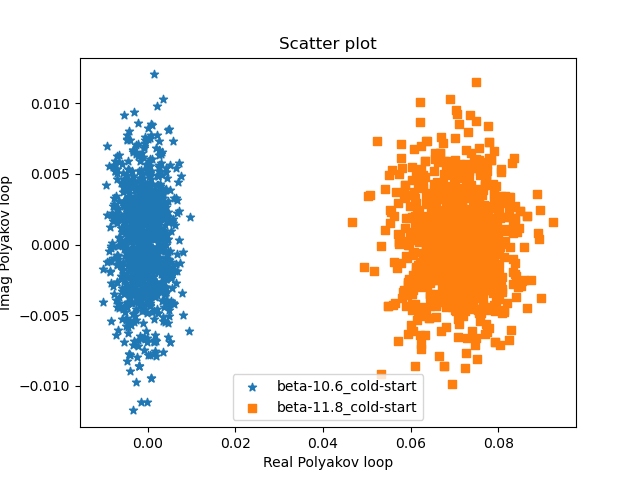 Scatter plot
Imag Polyakov loop
0.010
0.005
0.000
−0.005
−0.010
beta-10.6_cold-start
beta-11.8_cold-start
0.00 0.02 0.04 0.06 0.08
Real Polyakov loop